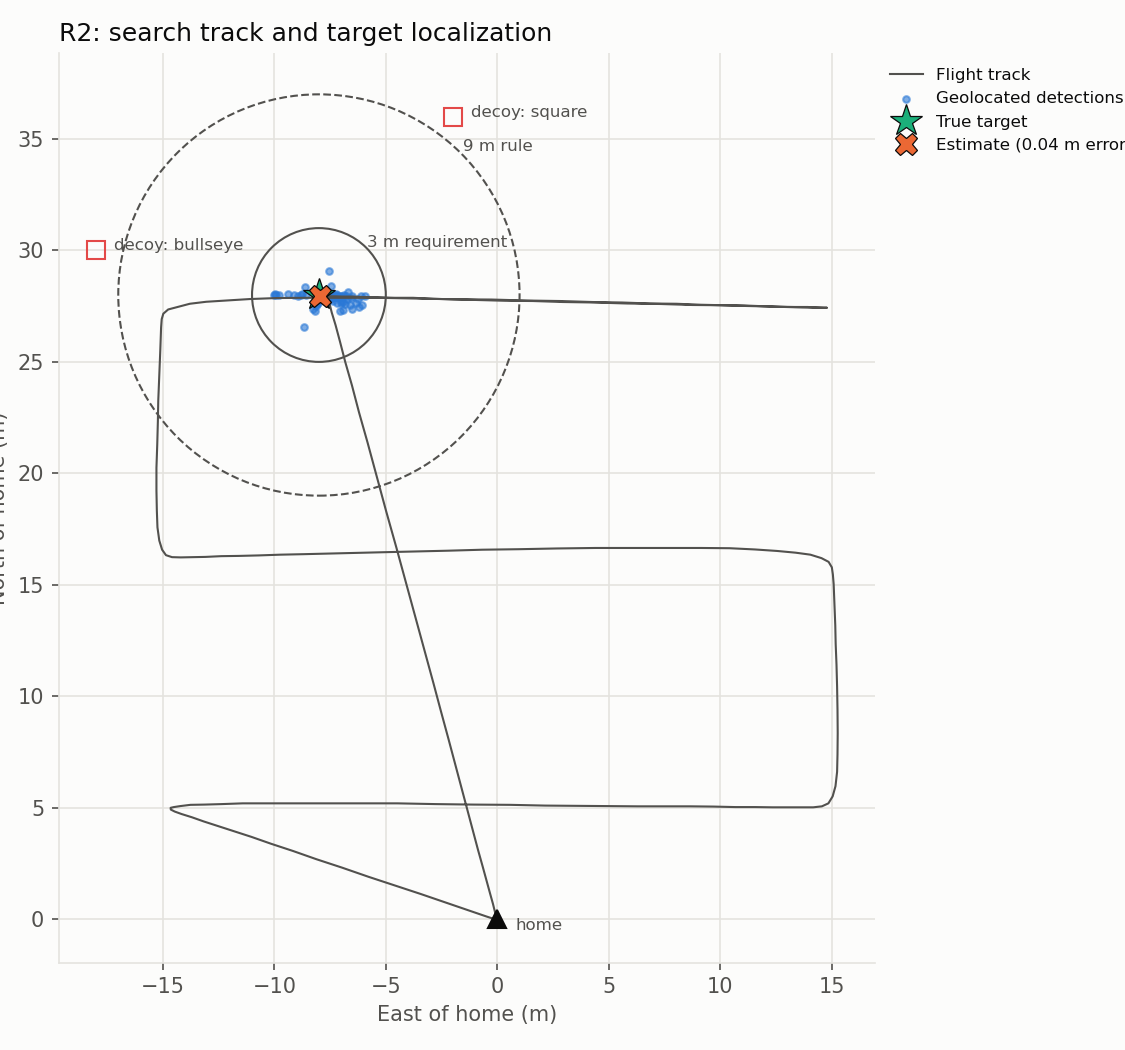 R2: search track and target localization
Flight track
Geolocated detections
True target
Estimate (0.04 m error
decoy: square
9 m rule
decoy: bullseye
3 m requirement
home
35
30
25
20
15
10
5
0
−15
−10
−5
0
5
10
15
East of home (m)
North of home (m)